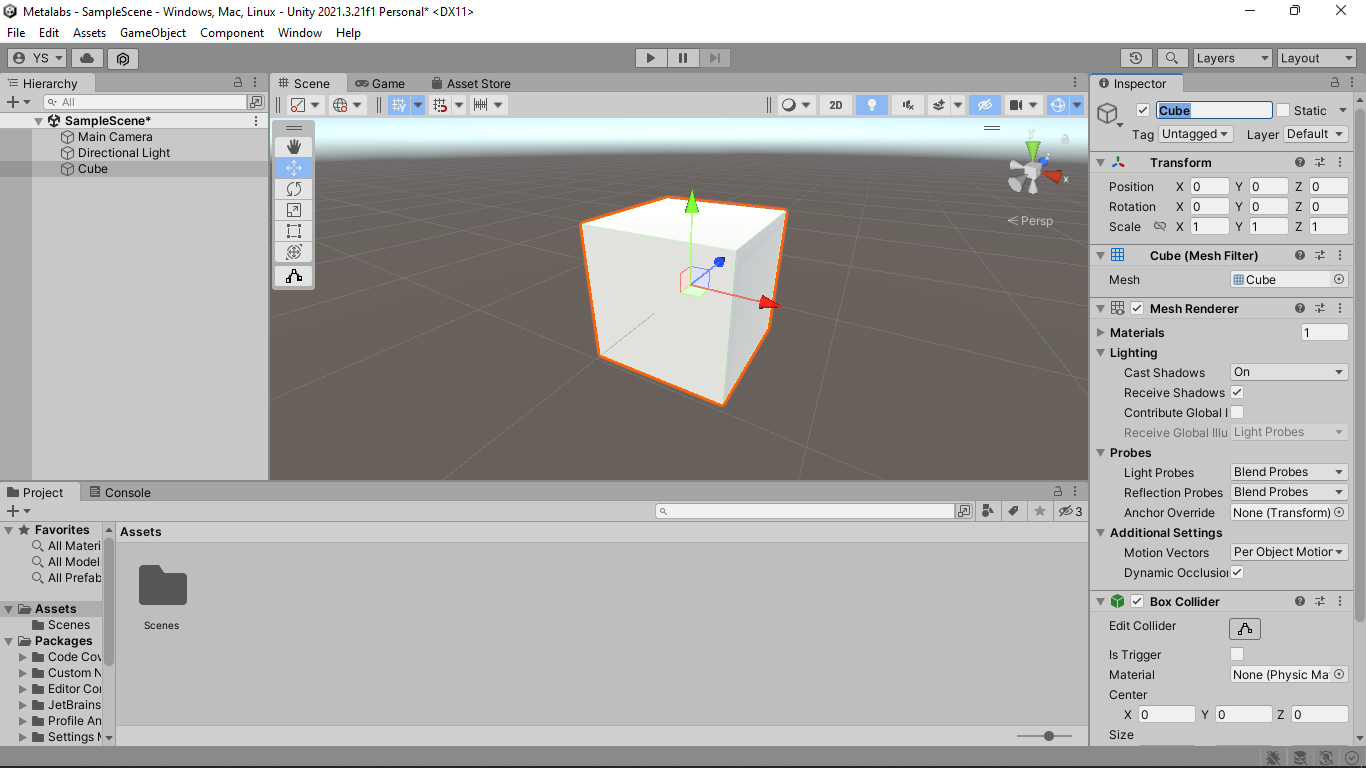 Metalabs - SampleScene - Windows, Mac, Linux - Unity 2021.3.21f1 Personal* <DX11>
File Edit Assets GameObject Component Window Help
YS Layers Layout
Hierarchy
All
SampleScene*
Main Camera
Directional Light
Cube
Scene Game Asset Store
2D
y
z
x
Persp
Inspector
Cube Static
Tag Untagged Layer Default
Transform
Position X 0 Y 0 Z 0
Rotation X 0 Y 0 Z 0
Scale X 1 Y 1 Z 1
Cube (Mesh Filter)
Mesh Cube
Mesh Renderer
Materials 1
Lighting
Cast Shadows On
Receive Shadows
Contribute Global I
Receive Global Illu Light Probes
Probes
Light Probes Blend Probes
Reflection Probes Blend Probes
Anchor Override None (Transform)
Additional Settings
Motion Vectors Per Object Motior
Dynamic Occlusion
Box Collider
Edit Collider
Is Trigger
Material None (Physic Ma
Center
X 0 Y 0 Z 0
Size
Project Console
3
Favorites
All Materi
All Model
All Prefab
Assets
Scenes
Packages
Code Cov
Custom N
Editor Cor
JetBrains
Profile An
Settings M
Assets
Scenes